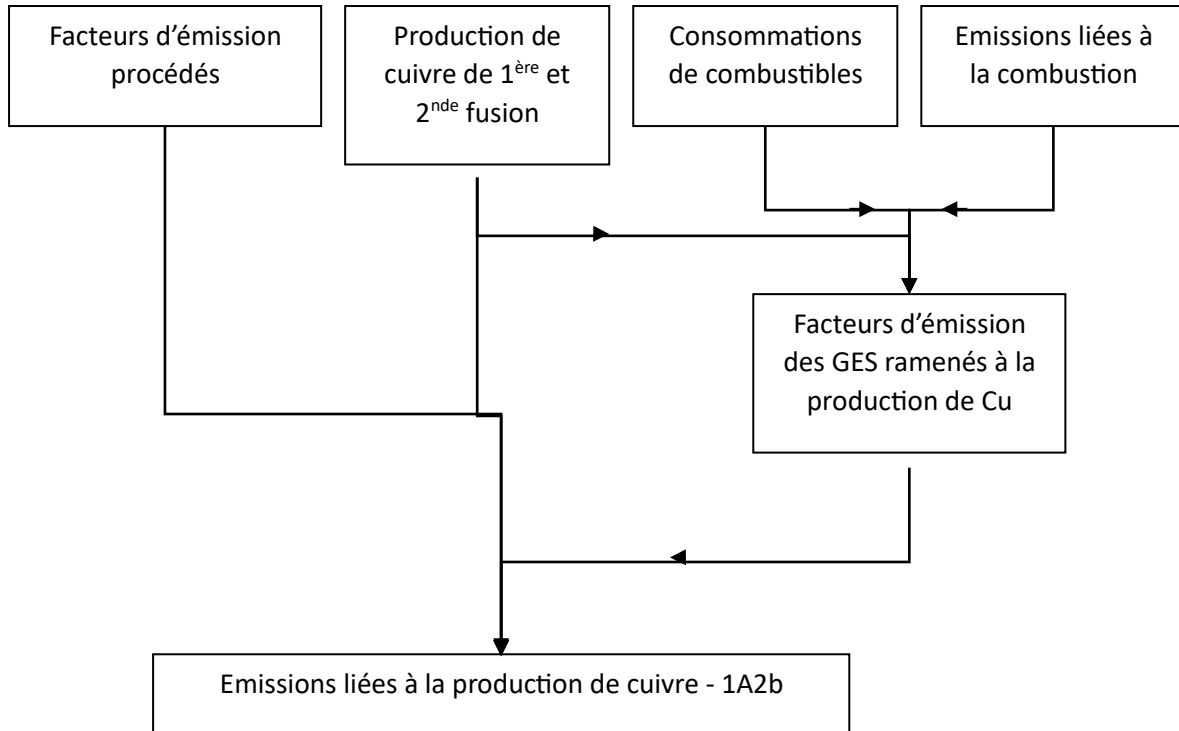 Facteurs d’émission
procédés
Production de
cuivre de 1ère et
2nde fusion
Consommations
de combustibles
Emissions liées à
la combustion
Facteurs d’émission
des GES ramenés à la
production de Cu
Emissions liées à la production de cuivre - 1A2b